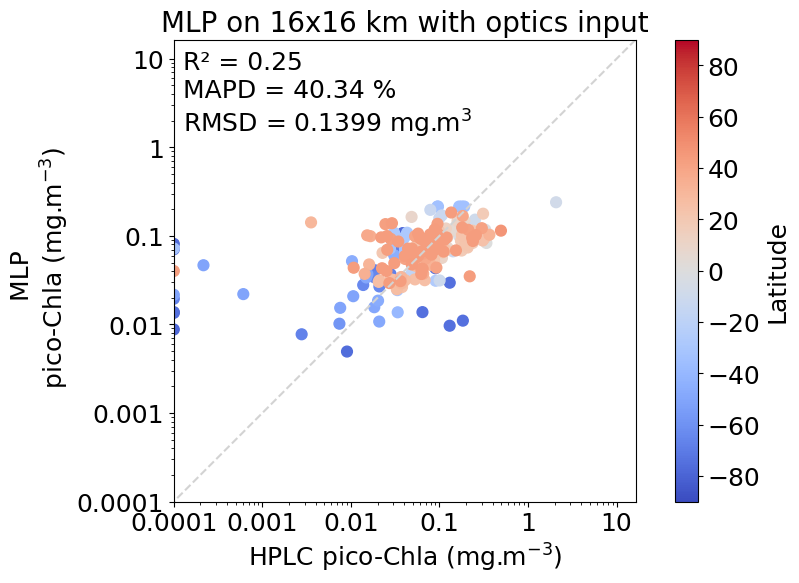 MLP on 16x16 km with optics input
R² = 0.25
MAPD = 40.34 %
RMSD = 0.1399 mg.m³
10
1
0.1
0.01
0.001
0.0001
MLP
pico-Chla (mg.m⁻³)
0.0001 0.001 0.01 0.1 1 10
HPLC pico-Chla (mg.m⁻³)
80
60
40
20
0
−20
−40
−60
−80
Latitude